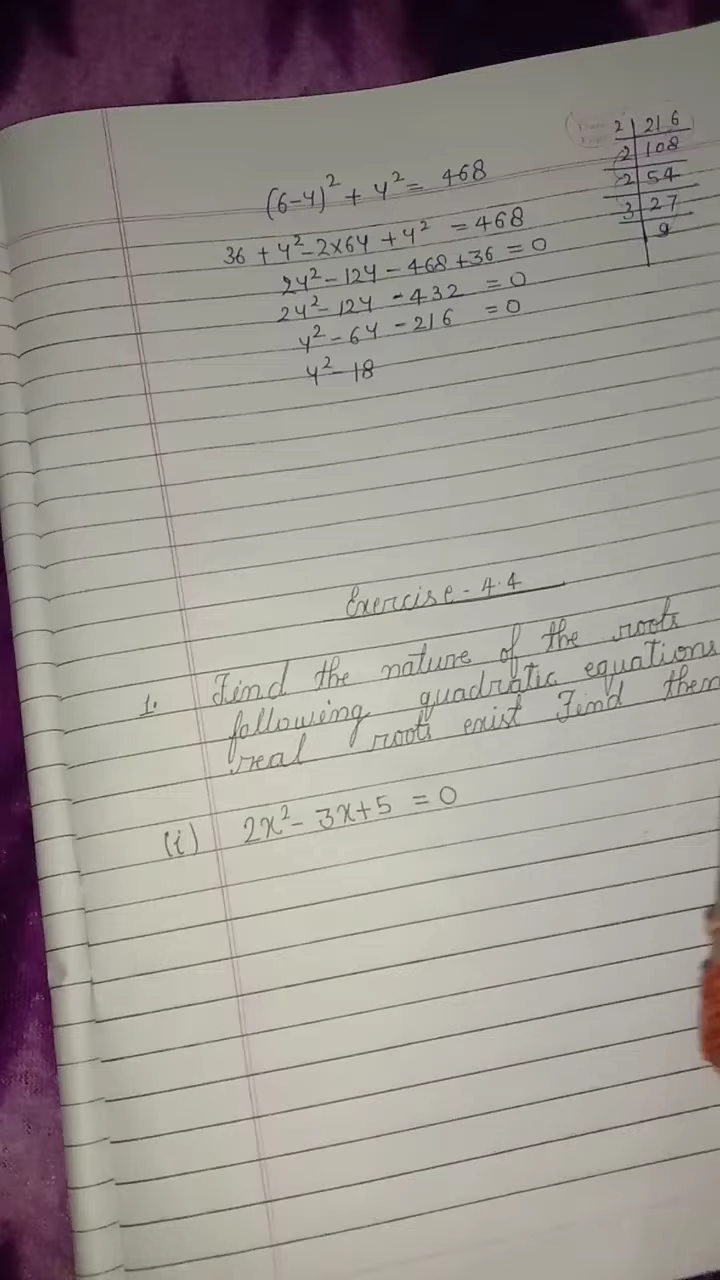 (6-y)² + y² = 468
36 + y² - 2×6y + y² = 468
2y² - 12y - 468 + 36 = 0
2y² - 12y - 432 = 0
y² - 6y - 216 = 0
y² - 18
2 | 216
2 | 108
2 | 54
3 | 27
9
Exercise - 4.4
1. Find the nature of the roots
following quadratic equations
real roots exist Find them
(i) 2x² - 3x + 5 = 0